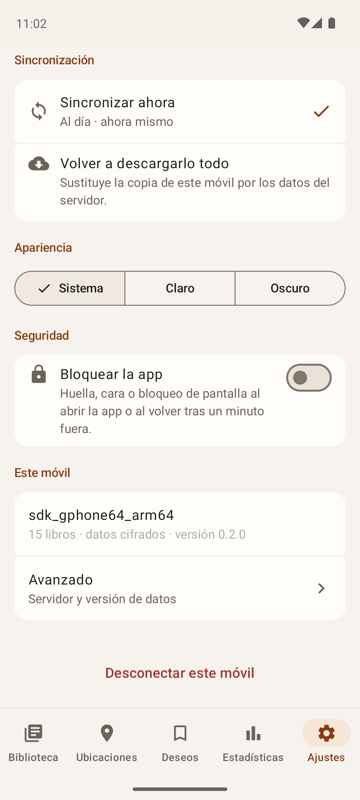 11:02
Sincronización
Sincronizar ahora
Al día · ahora mismo
Volver a descargarlo todo
Sustituye la copia de este móvil por los datos del
servidor.
Apariencia
Sistema
Claro
Oscuro
Seguridad
Bloquear la app
Huella, cara o bloqueo de pantalla al
abrir la app o al volver tras un minuto
fuera.
Este móvil
sdk_gphone64_arm64
15 libros · datos cifrados · versión 0.2.0
Avanzado
Servidor y versión de datos
Desconectar este móvil
Biblioteca
Ubicaciones
Deseos
Estadísticas
Ajustes